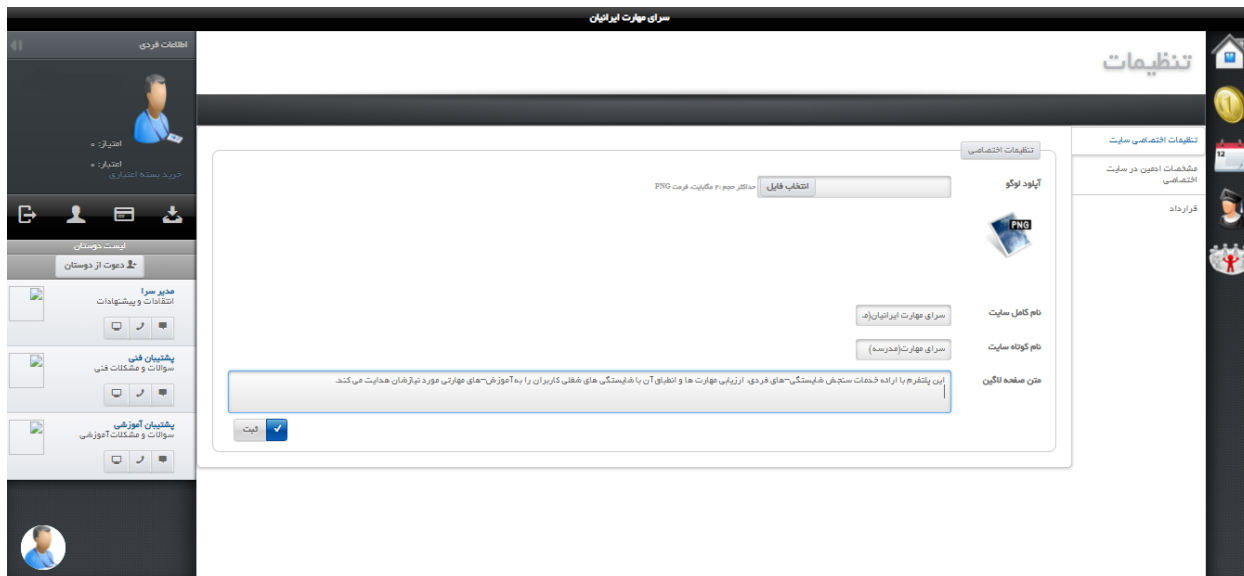 سرای مهارت ایرانیان
تنظیمات
تنظیمات اختصاصی سایت
مشخصات ادمین در سایت
اختصاصی
قرارداد
12
تنظیمات اختصاصی
آپلود لوگو
انتخاب فایل
حداکثر حجم ۲۰ مگابایت، فرمت PNG
PNG
نام کامل سایت
سرای مهارت ایرانیان(م
نام کوتاه سایت
سرای مهارت(مدرسه)
متن صفحه لاگین
این پلتفرم با ارائه خدمات سنجش شایستگی¬های فردی، ارزیابی مهارت ها و انطباق آن با شایستگی های شغلی کاربران را به آموزش¬های مهارتی مورد نیازشان هدایت می کند.
ثبت
اطلاعات فردی
امتیاز: ۰
اعتبار: ۰
خرید بسته اعتباری
لیست دوستان
دعوت از دوستان
مدیر سرا
انتقادات و پیشنهادات
پشتیبان فنی
سوالات و مشکلات فنی
پشتیبان آموزشی
سوالات و مشکلات آموزشی